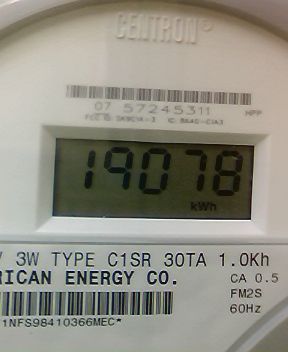 CENTRON
07 57245311 HPP
19078
kWh
V 3W TYPE C1SR 30TA 1.0Kh
RICAN ENERGY CO. CA 0.5
FM2S
60Hz
1NFS98410366MEC*